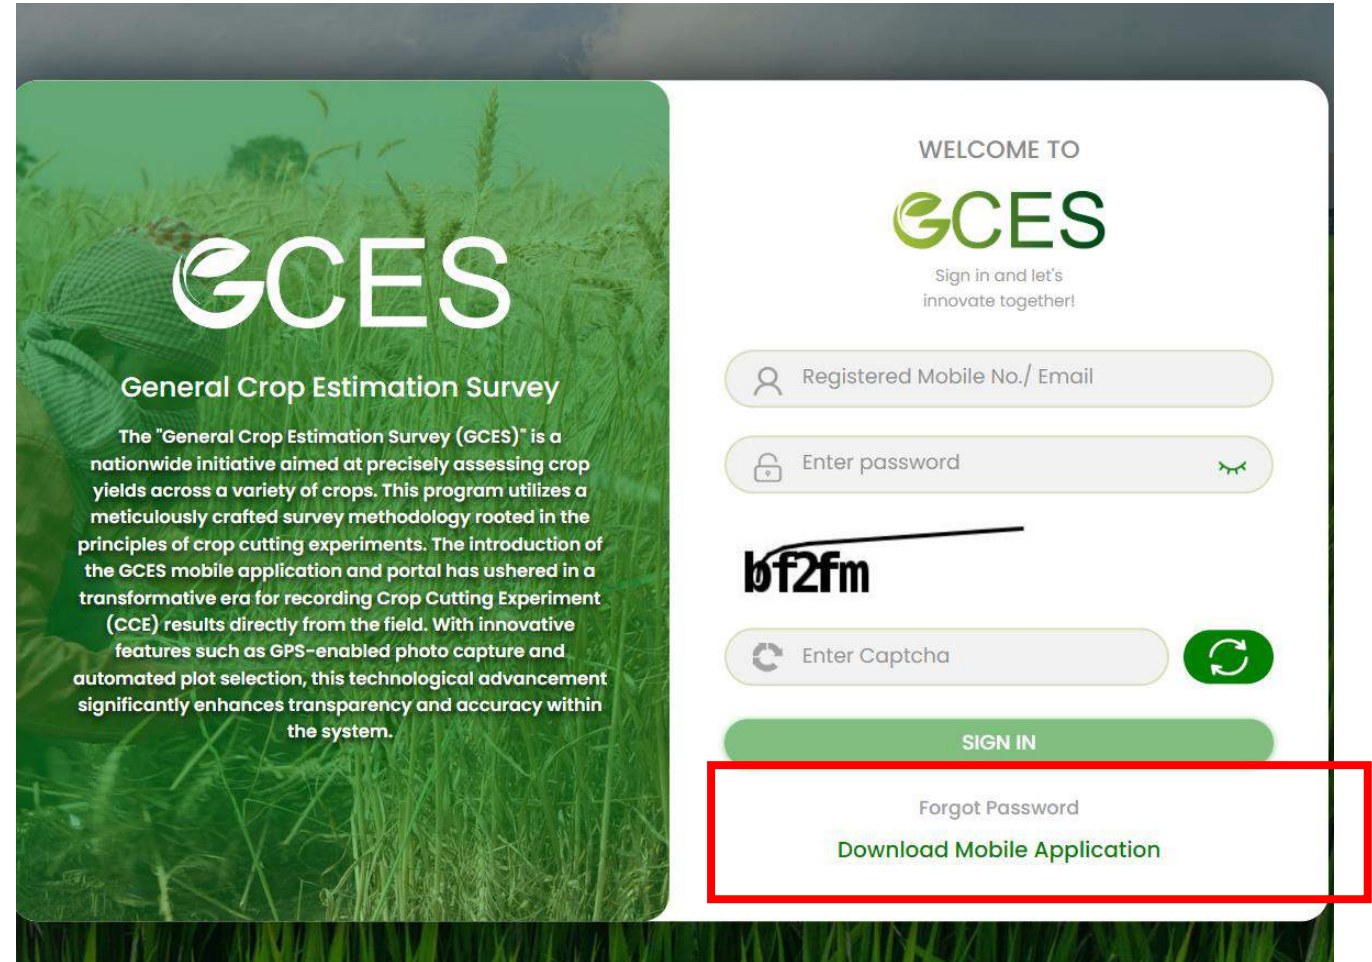 GCES
General Crop Estimation Survey
The "General Crop Estimation Survey (GCES)" is a
nationwide initiative aimed at precisely assessing crop
yields across a variety of crops. This program utilizes a
meticulously crafted survey methodology rooted in the
principles of crop cutting experiments. The introduction of
the GCES mobile application and portal has ushered in a
transformative era for recording Crop Cutting Experiment
(CCE) results directly from the field. With innovative
features such as GPS-enabled photo capture and
automated plot selection, this technological advancement
significantly enhances transparency and accuracy within
the system.
WELCOME TO
GCES
Sign in and let's
innovate together!
Registered Mobile No./ Email
Enter password
bf2fm
Enter Captcha
SIGN IN
Forgot Password
Download Mobile Application